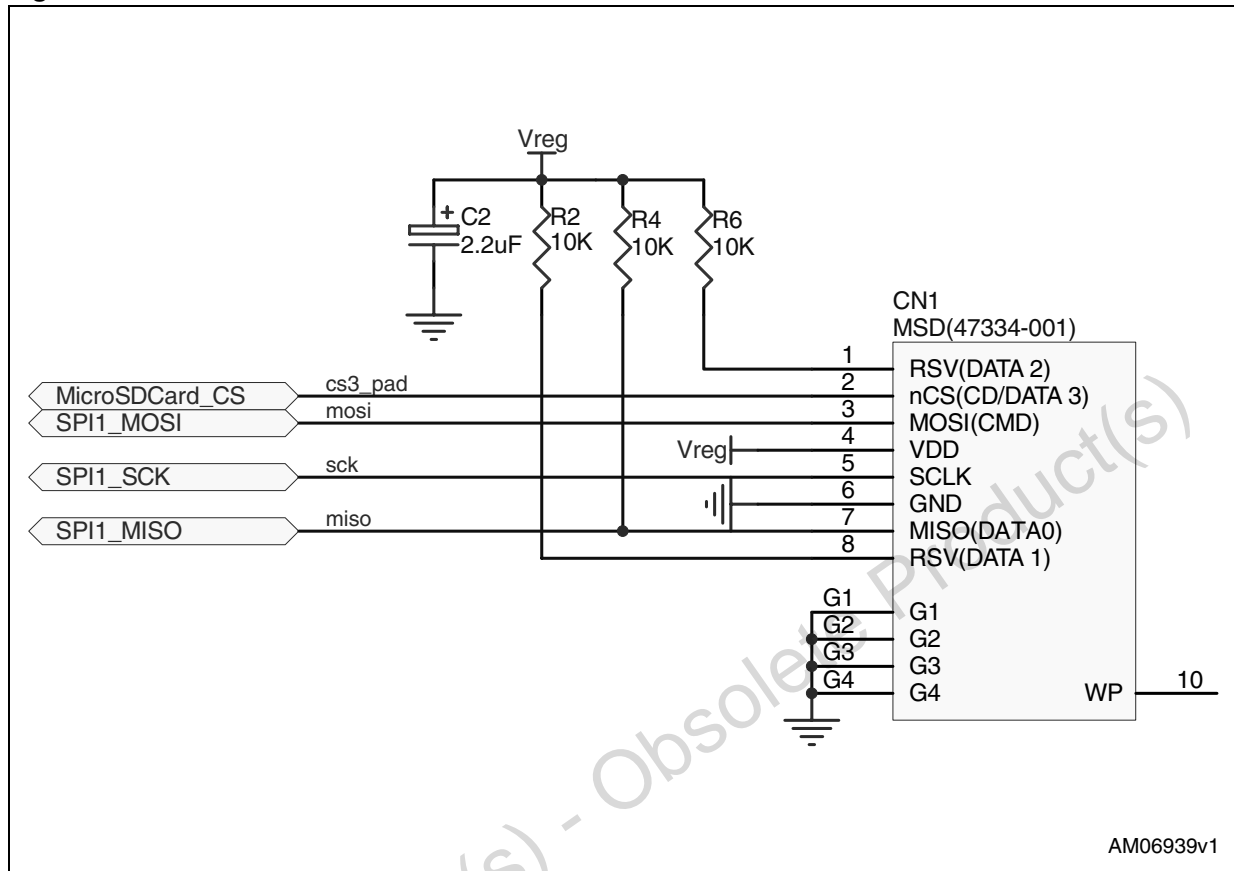 Vreg
+ C2
2.2uF
R2
10K
R4
10K
R6
10K
CN1
MSD(47334-001)
MicroSDCard_CS
cs3_pad
SPI1_MOSI
mosi
SPI1_SCK
sck
SPI1_MISO
miso
Vreg
1 RSV(DATA 2)
2 nCS(CD/DATA 3)
3 MOSI(CMD)
4 VDD
5 SCLK
6 GND
7 MISO(DATA0)
8 RSV(DATA 1)
G1 G1
G2 G2
G3 G3
G4 G4
WP 10
(s) - Obsolete Product(s)
AM06939v1